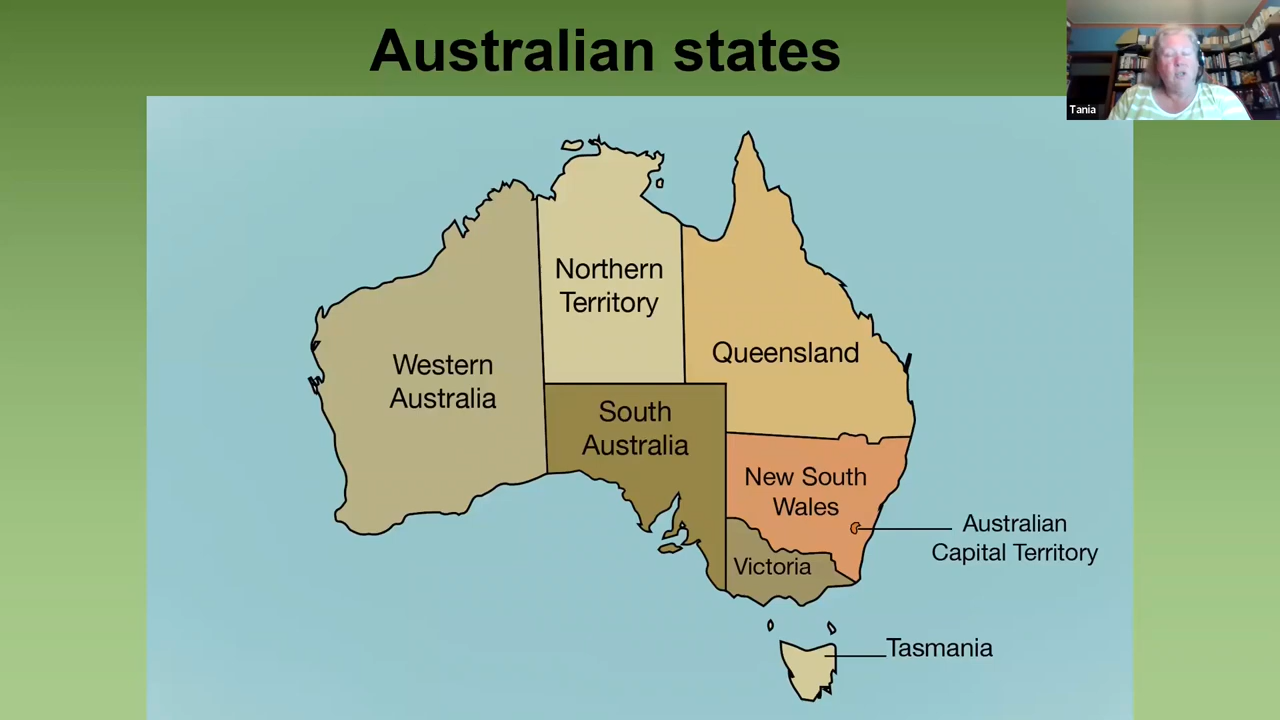 Australian states
Tania
Northern
Territory
Queensland
Western
Australia
South
Australia
New South
Wales
Australian
Capital Territory
Victoria
Tasmania